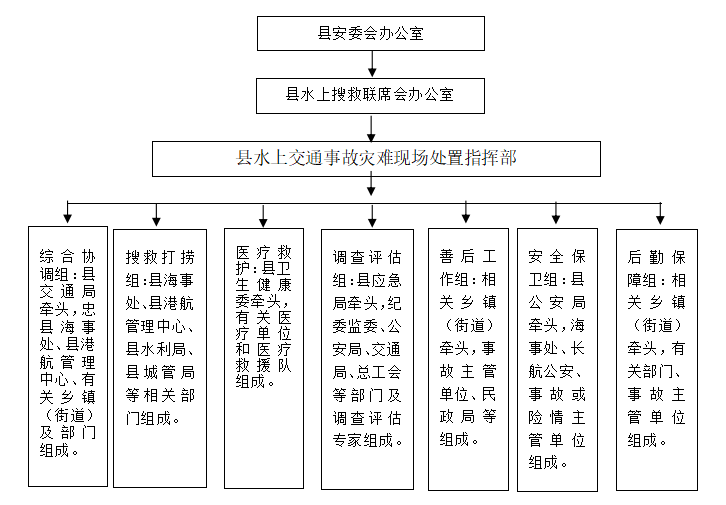 县安委会办公室
县水上搜救联席会办公室
县水上交通事故灾难现场处置指挥部
综合协
调组：县
交通局
牵头，忠
县海事
处、县港
航管理
中心、有
关乡镇
（街道）
及部门
组成。
搜救打捞
组：县海事
处、县港航
管理中心、
县水利局、
县城管局
等相关部
门组成。
医疗救
护：县卫
生健康
委牵头，
有关医
疗单位
和医疗
救援队
组成。
调查评估
组：县应急
局牵头，纪
委监委、公
安局、交通
局、总工会
等部门及
调查评估
专家组成。
善后工
作组：相
关乡镇
（街道）
牵头，事
故主管
单位、民
政局等
组成。
安全保
卫组：县
公安局
牵头，海
事处、长
航公安、
事故或
险情主
管单位
组成。
后勤保
障组：相
关乡镇
（街道）
牵头，有
关部门、
事故主
管单位
组成。